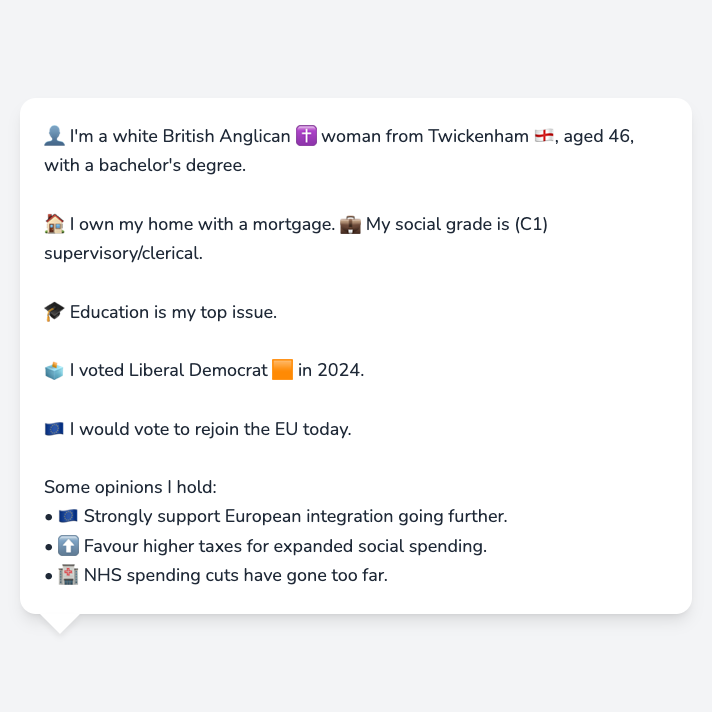 👤 I'm a white British Anglican ✝️ woman from Twickenham 🏴󠁧󠁢󠁥󠁮󠁧󠁿, aged 46,
with a bachelor's degree.
🏠 I own my home with a mortgage. 💼 My social grade is (C1)
supervisory/clerical.
🎓 Education is my top issue.
🗳️ I voted Liberal Democrat 🟧 in 2024.
🇪🇺 I would vote to rejoin the EU today.
Some opinions I hold:
• 🇪🇺 Strongly support European integration going further.
• ⬆️ Favour higher taxes for expanded social spending.
• 🏥 NHS spending cuts have gone too far.